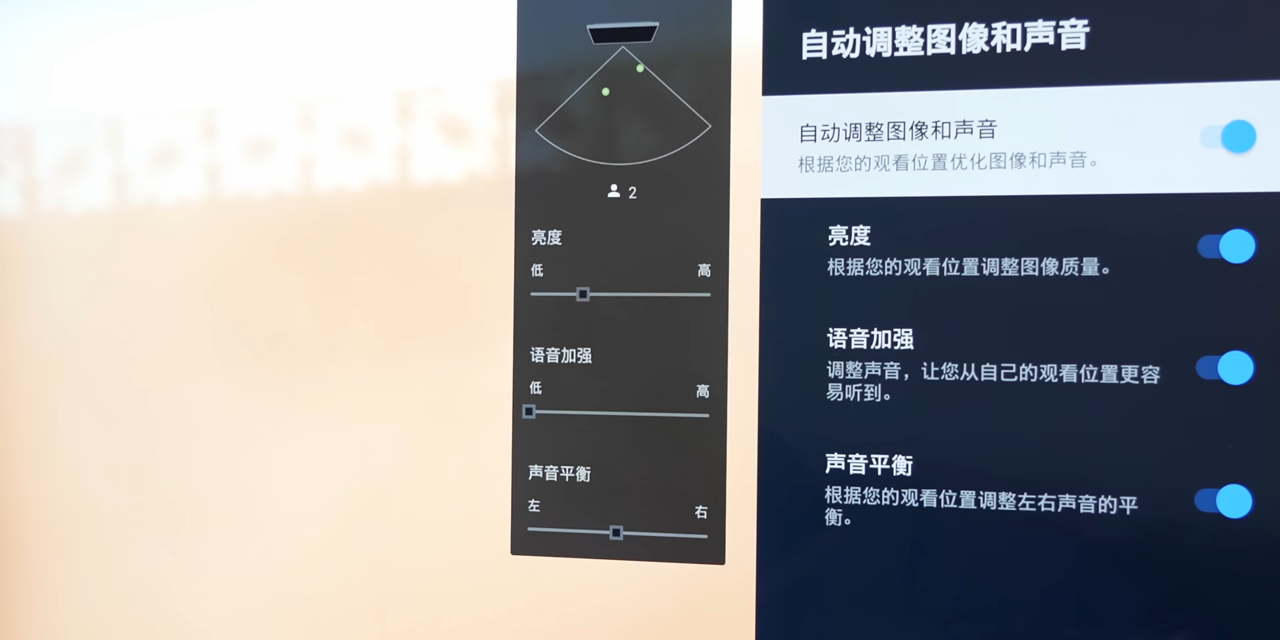 2
亮度
低 高
语音加强
低 高
声音平衡
左 右
自动调整图像和声音
自动调整图像和声音
根据您的观看位置优化图像和声音。
亮度
根据您的观看位置调整图像质量。
语音加强
调整声音，让您从自己的观看位置更容
易听到。
声音平衡
根据您的观看位置调整左右声音的平
衡。